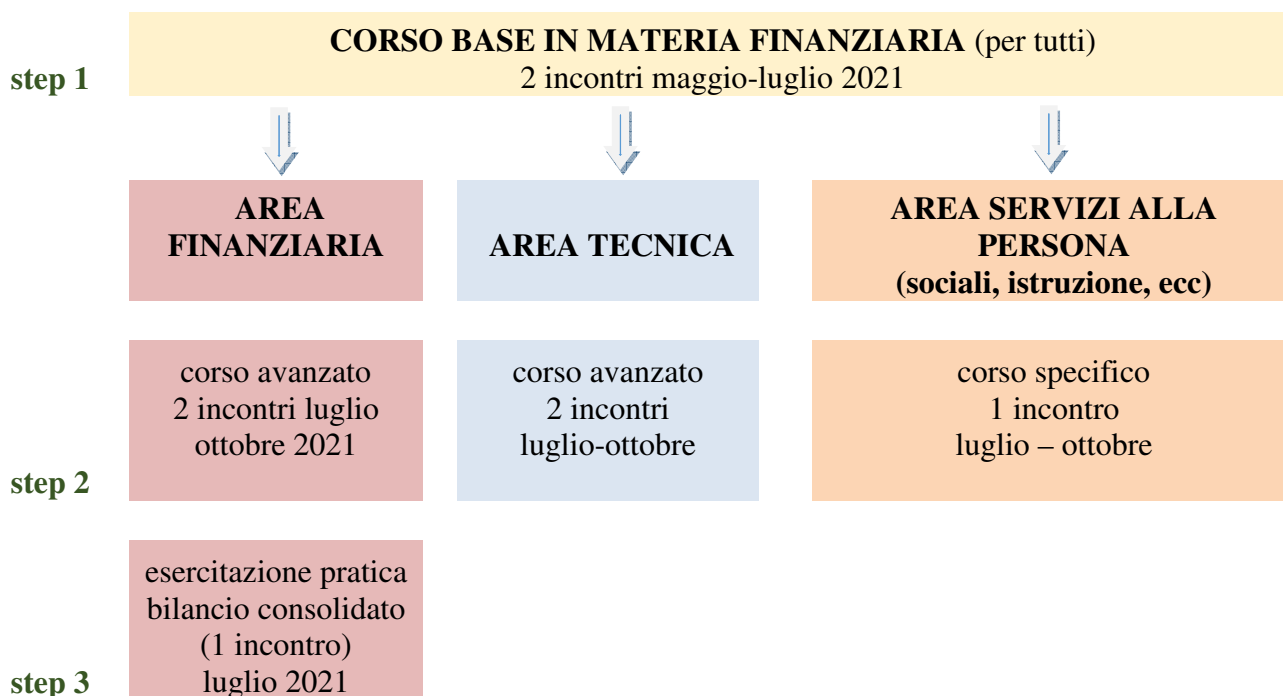 CORSO BASE IN MATERIA FINANZIARIA (per tutti)
2 incontri maggio-luglio 2021
step 1
AREA
FINANZIARIA
AREA TECNICA
AREA SERVIZI ALLA
PERSONA
(sociali, istruzione, ecc)
corso avanzato
2 incontri luglio
ottobre 2021
corso avanzato
2 incontri
luglio-ottobre
corso specifico
1 incontro
luglio – ottobre
step 2
esercitazione pratica
bilancio consolidato
(1 incontro)
luglio 2021
step 3